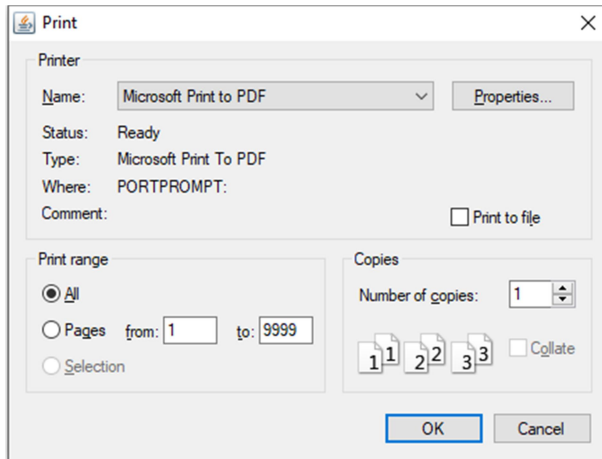 Print
Printer
Name: Microsoft Print to PDF Properties...
Status: Ready
Type: Microsoft Print To PDF
Where: PORTPROMPT:
Comment:
Print to file
Print range
All
Pages from: 1 to: 9999
Selection
Copies
Number of copies: 1
1 1 2 2 3 3 Collate
OK Cancel